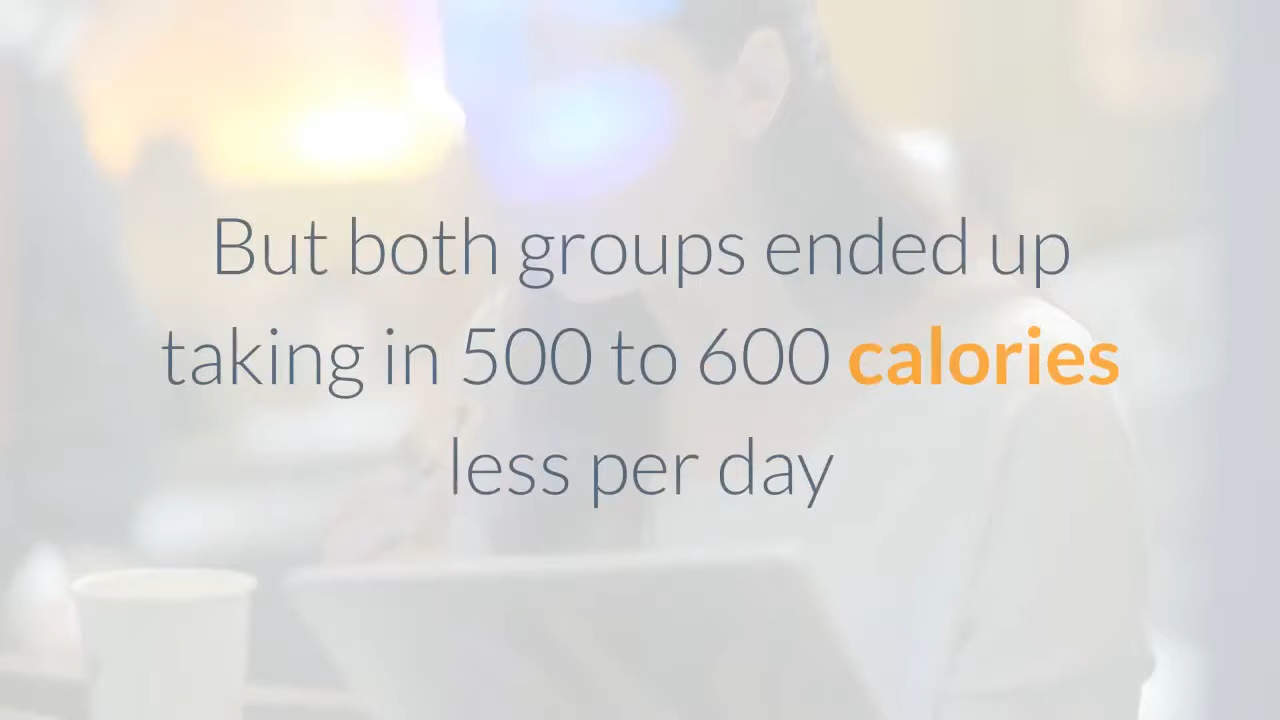 But both groups ended up
taking in 500 to 600 calories
less per day